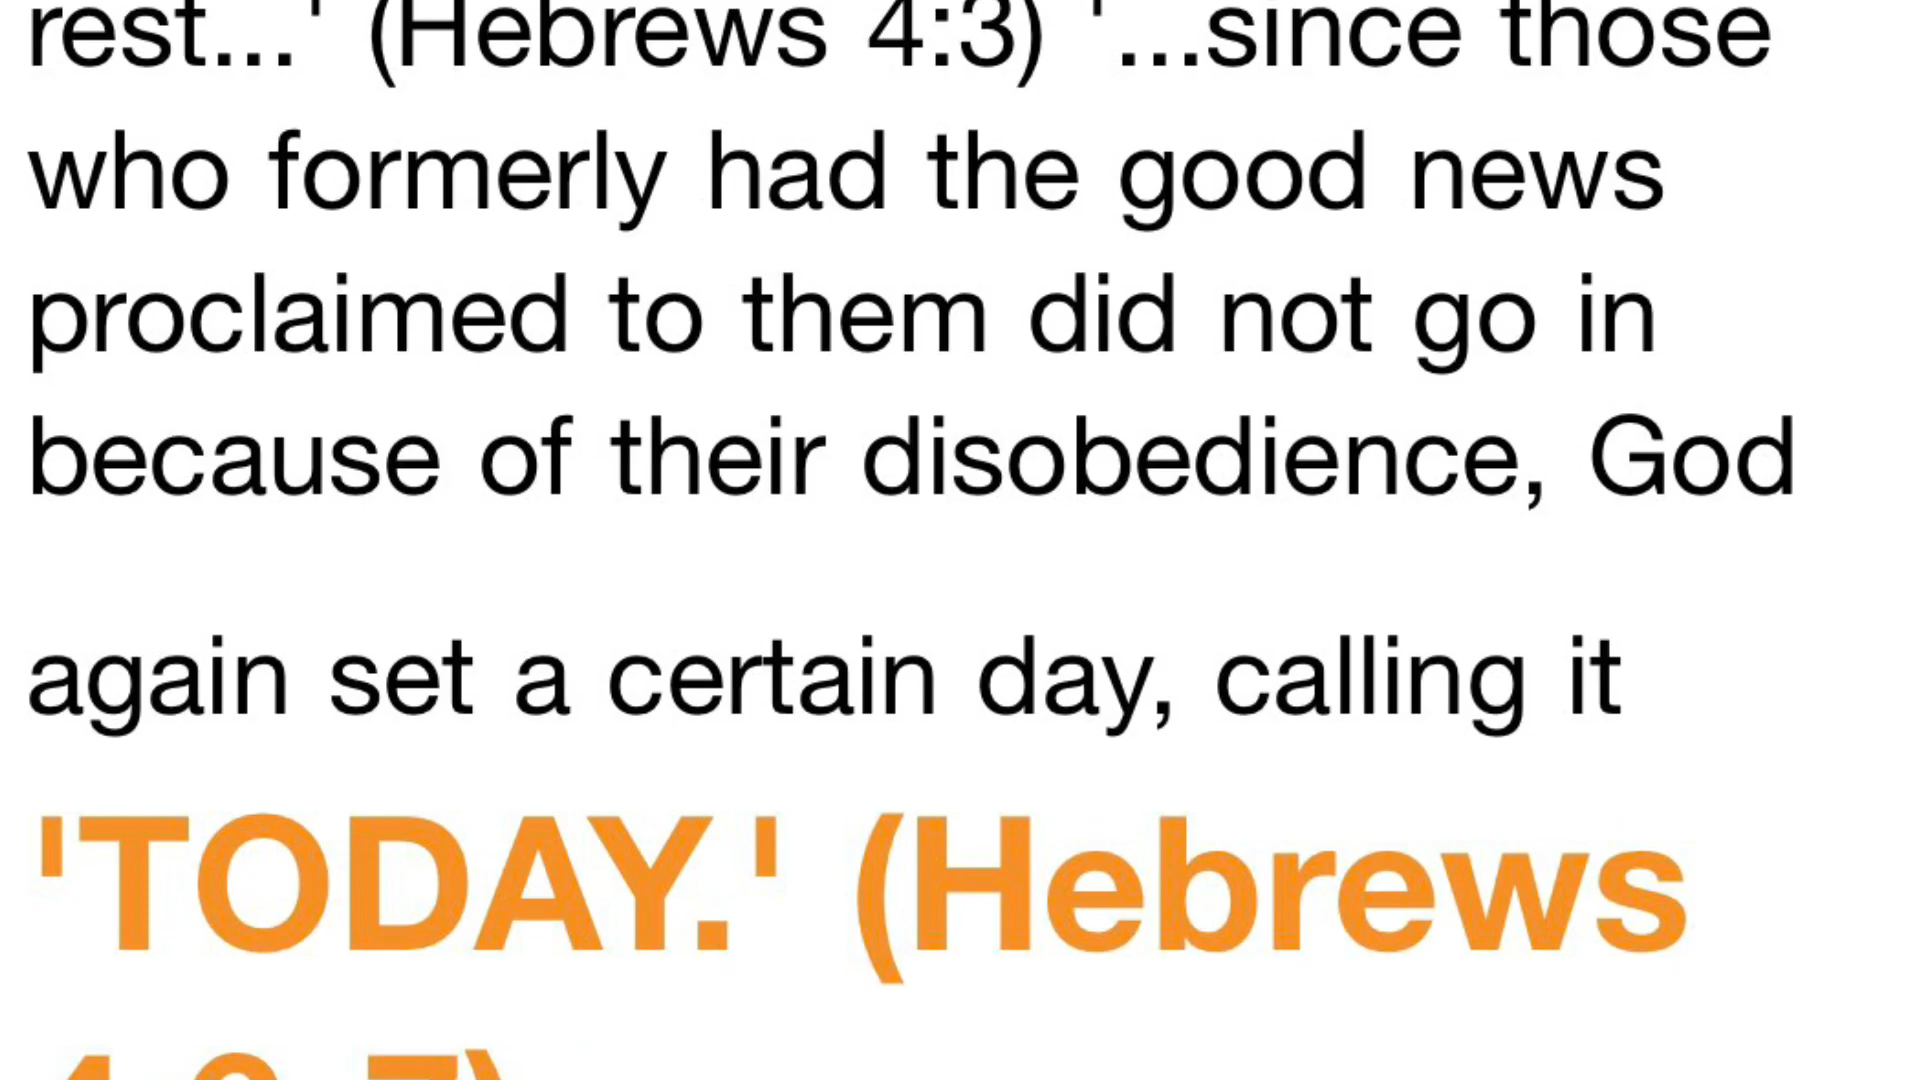 rest...' (Hebrews 4:3) '...since those
who formerly had the good news
proclaimed to them did not go in
because of their disobedience, God
again set a certain day, calling it
'TODAY.' (Hebrews